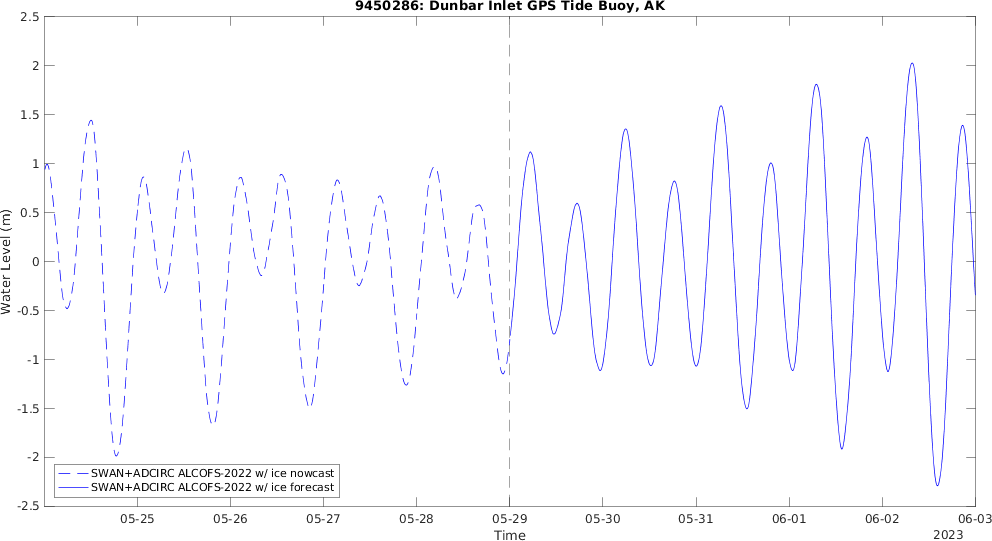 9450286: Dunbar Inlet GPS Tide Buoy, AK
2.5
2
1.5
1
0.5
0
-0.5
-1
-1.5
-2
-2.5
Water Level (m)
SWAN+ADCIRC ALCOFS-2022 w/ ice nowcast
SWAN+ADCIRC ALCOFS-2022 w/ ice forecast
05-25 05-26 05-27 05-28 05-29 05-30 05-31 06-01 06-02 06-03
Time
2023